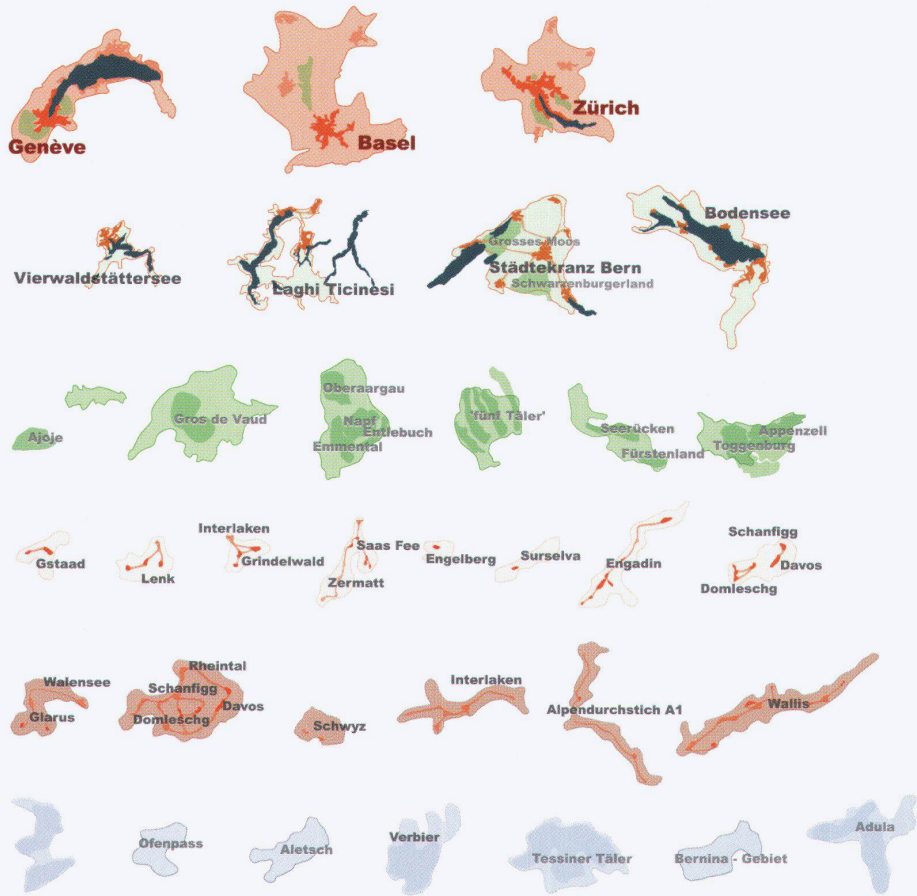 Genève
Basel
Zürich
Vierwaldstättersee
Laghi Ticinesi
Grosses Moos
Städtekranz Bern
Schwarzenburgerland
Bodensee
Ajoje
Gros de Vaud
Oberaargau
Napf
Entlebuch
Emmental
'fünf Täler'
Seerücken
Fürstenland
Appenzell
Toggenburg
Gstaad
Lenk
Interlaken
Grindelwald
Saas Fee
Zermatt
Engelberg
Surselva
Engadin
Schanfigg
Davos
Domleschg
Walensee
Glarus
Rheintal
Schanfigg
Davos
Domleschg
Schwyz
Interlaken
Alpendurchstich A1
Wallis
Ofenpass
Aletsch
Verbier
Tessiner Täler
Bernina - Gebiet
Adula